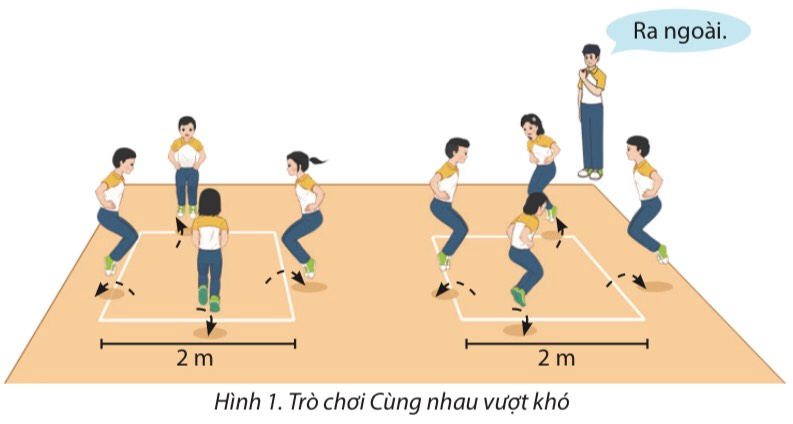 Ra ngoài.
2 m
2 m
Hình 1. Trò chơi Cùng nhau vượt khó